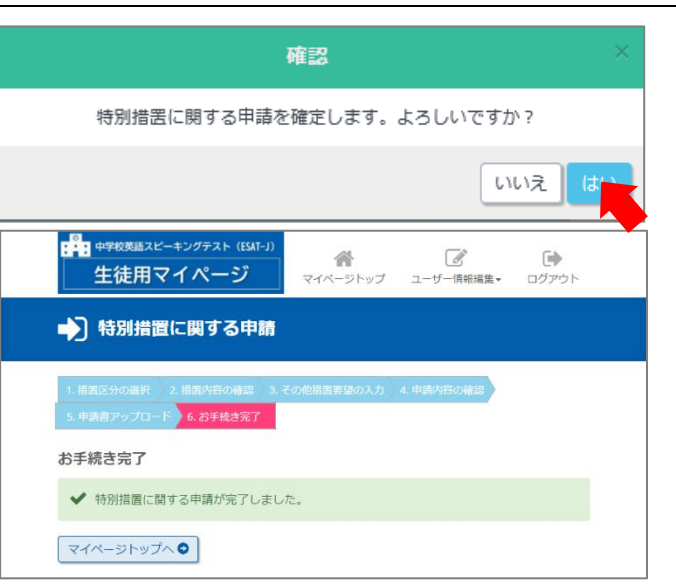 確認
特別措置に関する申請を確定します。よろしいですか？
いいえ
はい
中学校英語スピーキングテスト（ESAT-J）
生徒用マイページ
マイページトップ
ユーザー情報編集
ログアウト
特別措置に関する申請
1. 措置区分の選択
2. 措置内容の確認
3. その他措置要望の入力
4. 申請内容の確認
5. 申請書アップロード
6. お手続き完了
お手続き完了
特別措置に関する申請が完了しました。
マイページトップへ